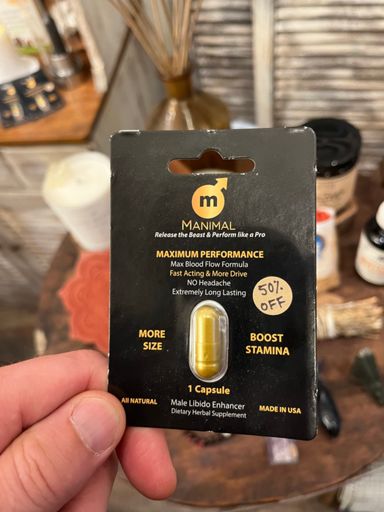 m
MANIMAL
Release the Beast & Perform like a Pro
MAXIMUM PERFORMANCE
Max Blood Flow Formula
Fast Acting & More Drive
NO Headache
Extremely Long Lasting
50% OFF
MORE SIZE
BOOST STAMINA
1 Capsule
All NATURAL
Male Libido Enhancer
MADE IN USA
Dietary Herbal Supplement